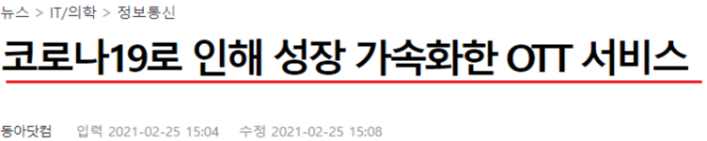 뉴스 > IT/의학 > 정보통신
코로나19로 인해 성장 가속화한 OTT 서비스
동아닷컴 입력 2021-02-25 15:04 수정 2021-02-25 15:08